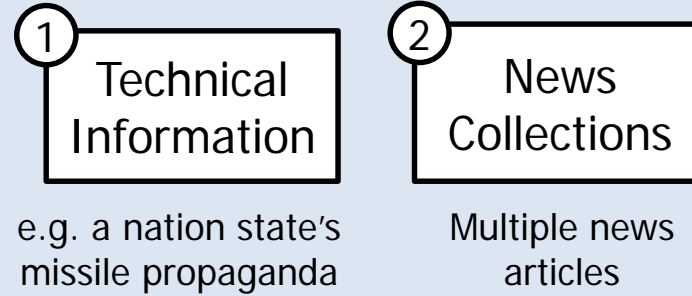 1
Technical
Information
e.g. a nation state's
missile propaganda
2
News
Collections
Multiple news
articles